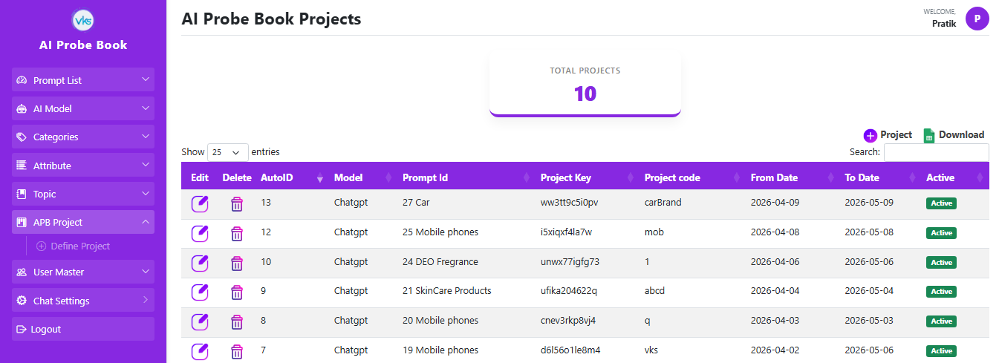 vks
AI Probe Book
Prompt List
AI Model
Categories
Attribute
Topic
APB Project
Define Project
User Master
Chat Settings
Logout
AI Probe Book Projects
WELCOME,
Pratik
P
TOTAL PROJECTS
10
Project Download
Show 25 entries
Search:
Edit Delete AutoID Model Prompt Id Project Key Project code From Date To Date Active
13 Chatgpt 27 Car ww3tt9c5i0pv carBrand 2026-04-09 2026-05-09 Active
12 Chatgpt 25 Mobile phones i5xiqxf4la7w mob 2026-04-08 2026-05-08 Active
10 Chatgpt 24 DEO Fregrance unwx77igfg73 1 2026-04-06 2026-05-06 Active
9 Chatgpt 21 SkinCare Products ufika204622q abcd 2026-04-04 2026-05-04 Active
8 Chatgpt 20 Mobile phones cnev3rkp8vj4 q 2026-04-03 2026-05-03 Active
7 Chatgpt 19 Mobile phones d6l56o1le8m4 vks 2026-04-02 2026-05-06 Active